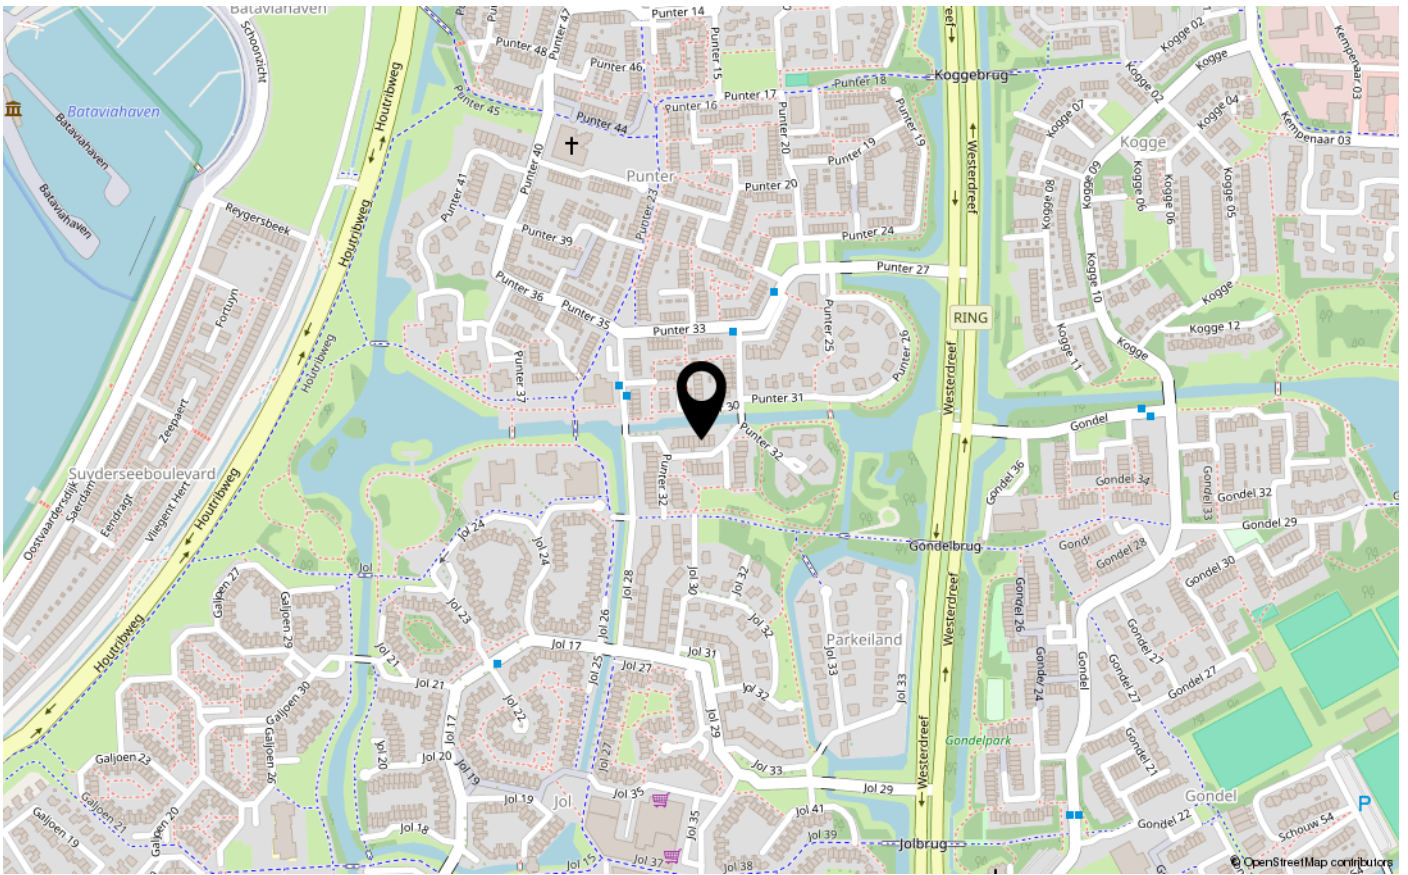 Bataviahaven
Schoonzicht
Houtribweg
Punter 47
Punter 14
Punter 48
Punter 46
Punter 15
Punter 18
Punter 17
Punter 16
Punter 45
Punter 44
Koggebrug
Kogge 02
Kogge
Kogge 02
Kempenaar 03
Bataviahaven
Bataviahaven
Kogge 07
Kogge 04
Kempenaar 03
Punter 20
Punter 19
Punter 19
Kogge
Punter 40
Punter
Punter 20
Westerdreef
Punter 41
Bataviahaven
Kogge 09
Kogge 08
Kogge 06
Kogge 06
Kogge 05
Punter 23
Reygersbeek
Houtribweg
Punter 39
Punter 24
Punter 27
Kogge 10
Kogge
Fortuyn
Punter 36
Punter 35
Punter 33
Punter 25
Punter 26
RING
Kogge 12
Kogge 11
Kogge
Houtribweg
Punter 37
Westerdreef
Punter 31
30
Zeepaert
Punter 32
Gondel
Suyderseeboulevard
Punter 32
Gondel 36
Gondel 34
Gondel 33
Gondel 32
Oostvaardersdijk
Saerdam
Eendragt
Vliegent Hert
Houtribweg
Gondel 29
Jol 24
Jol 24
Gondelbrug
Gondel 28
Jol
Galjoen 27
Galjoen 29
Jol 28
Jol 30
Jol 32
Gondel 30
Jol 23
Jol 26
Jol 32
Westerdreef
Gondel 26
Houtribweg
Jol 17
Jol 27
Jol 31
Parkeiland
Gondel 27
Jol 21
Jol 25
Jol 33
Gondel 24
Gondel
Gondel 27
Gondel 27
Jol 21
Galjoen 30
Jol 22
Jol 32
Jol 33
Jol 17
Jol 29
Galjoen 23
Galjoen 26
Jol 20
Jol 20
Jol 27
Westerdreef
Gondelpark
Gondel 21
Jol 19
Jol 33
Jol 29
Jol 19
Jol
Jol 35
Jol 41
Gondel
P
Galjoen 21
Galjoen 20
Galjoen 19
Jol 18
Jol 35
Jol 39
Jolbrug
Gondel 22
Schouw 54
Jol 15
Jol 37
Jol 38
© OpenStreetMap contributors